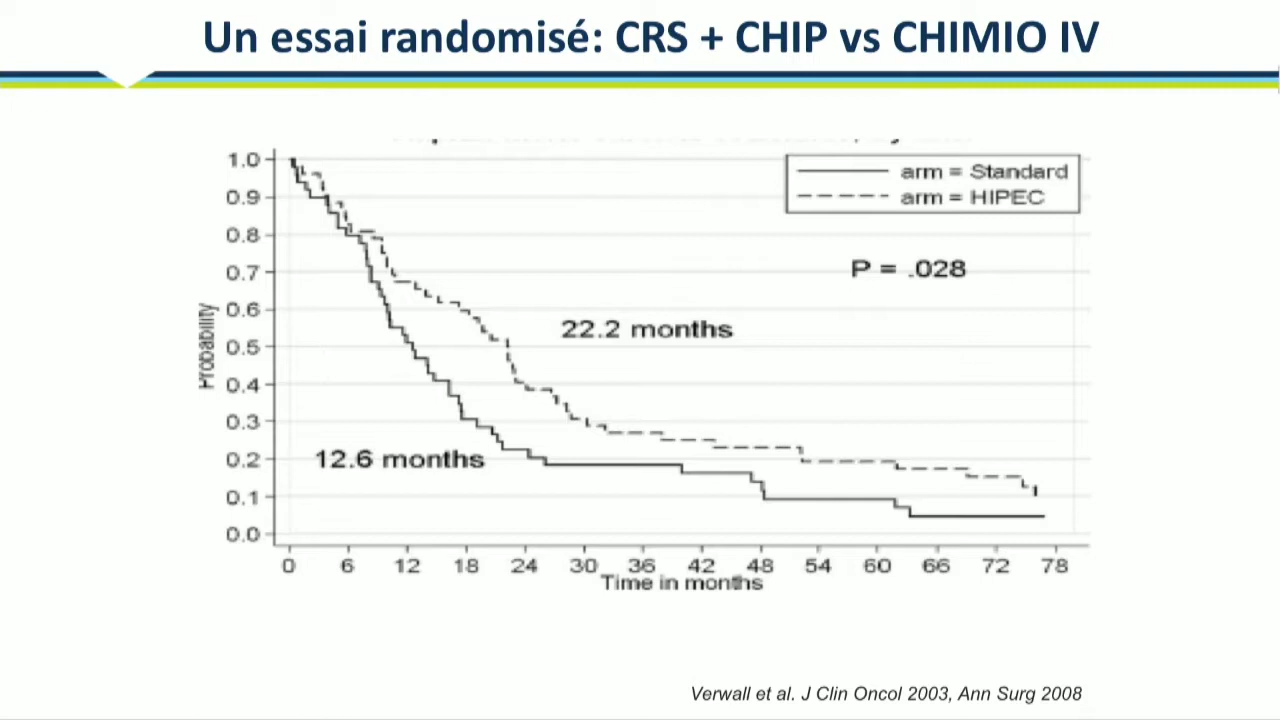 Un essai randomisé: CRS + CHIP vs CHIMIO IV
1.0
0.9
0.8
0.7
0.6
0.5
0.4
0.3
0.2
0.1
0.0
Probability
arm = Standard
arm = HIPEC
P = .028
22.2 months
12.6 months
0 6 12 18 24 30 36 42 48 54 60 66 72 78
Time in months
Verwall et al. J Clin Oncol 2003, Ann Surg 2008